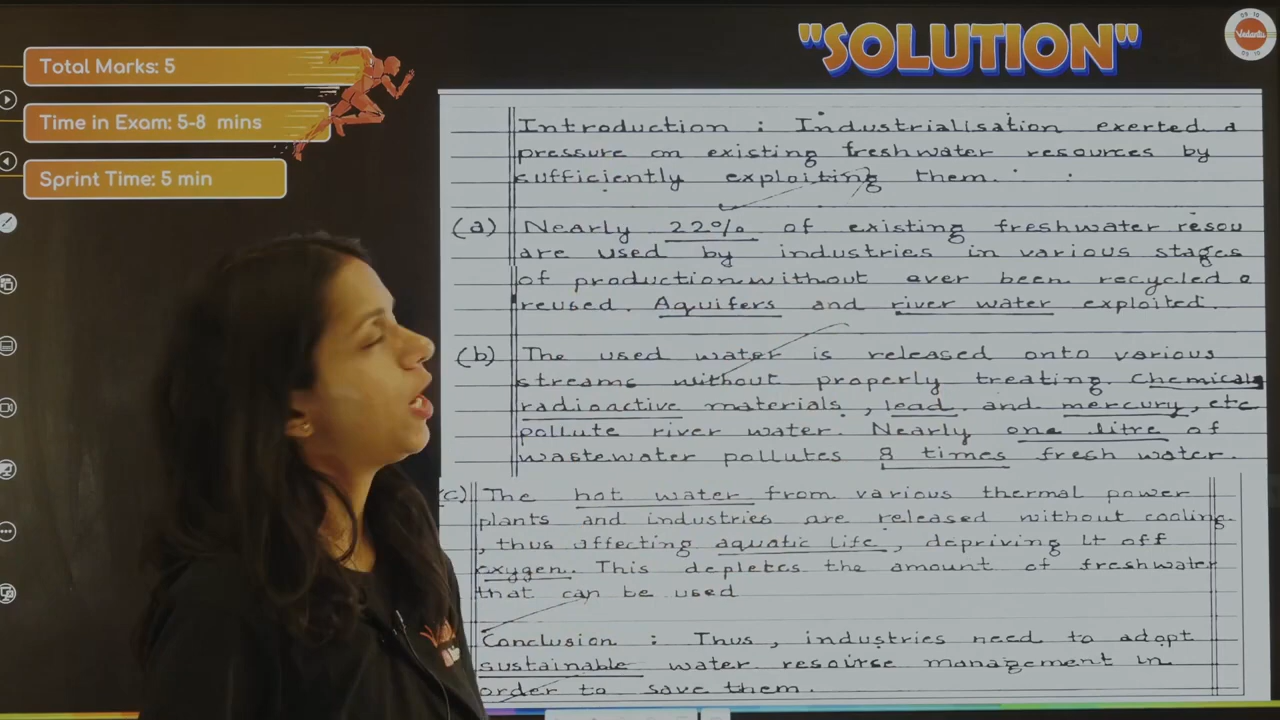 "SOLUTION"
Vedantu
Total Marks: 5
Time in Exam: 5-8 mins
Sprint Time: 5 min
Introduction : Industrialisation exerted a
pressure on existing freshwater resources by
sufficiently exploiting them.
(a) Nearly 22% of existing freshwater resou
are used by industries in various stages
of production without ever been recycled
reused. Aquifers and river water exploited.
(b) The used water is released onto various
streams without properly treating. Chemicals
radioactive materials, lead and mercury, etc
pollute river water. Nearly one litre of
wastewater pollutes 8 times fresh water.
(c) The hot water from various thermal power
plants and industries are released without cooling
, thus affecting aquatic life, depriving it off
oxygen. This depletes the amount of freshwater
that can be used
Conclusion : Thus, industries need to adopt
sustainable water resourse management in
order to save them.